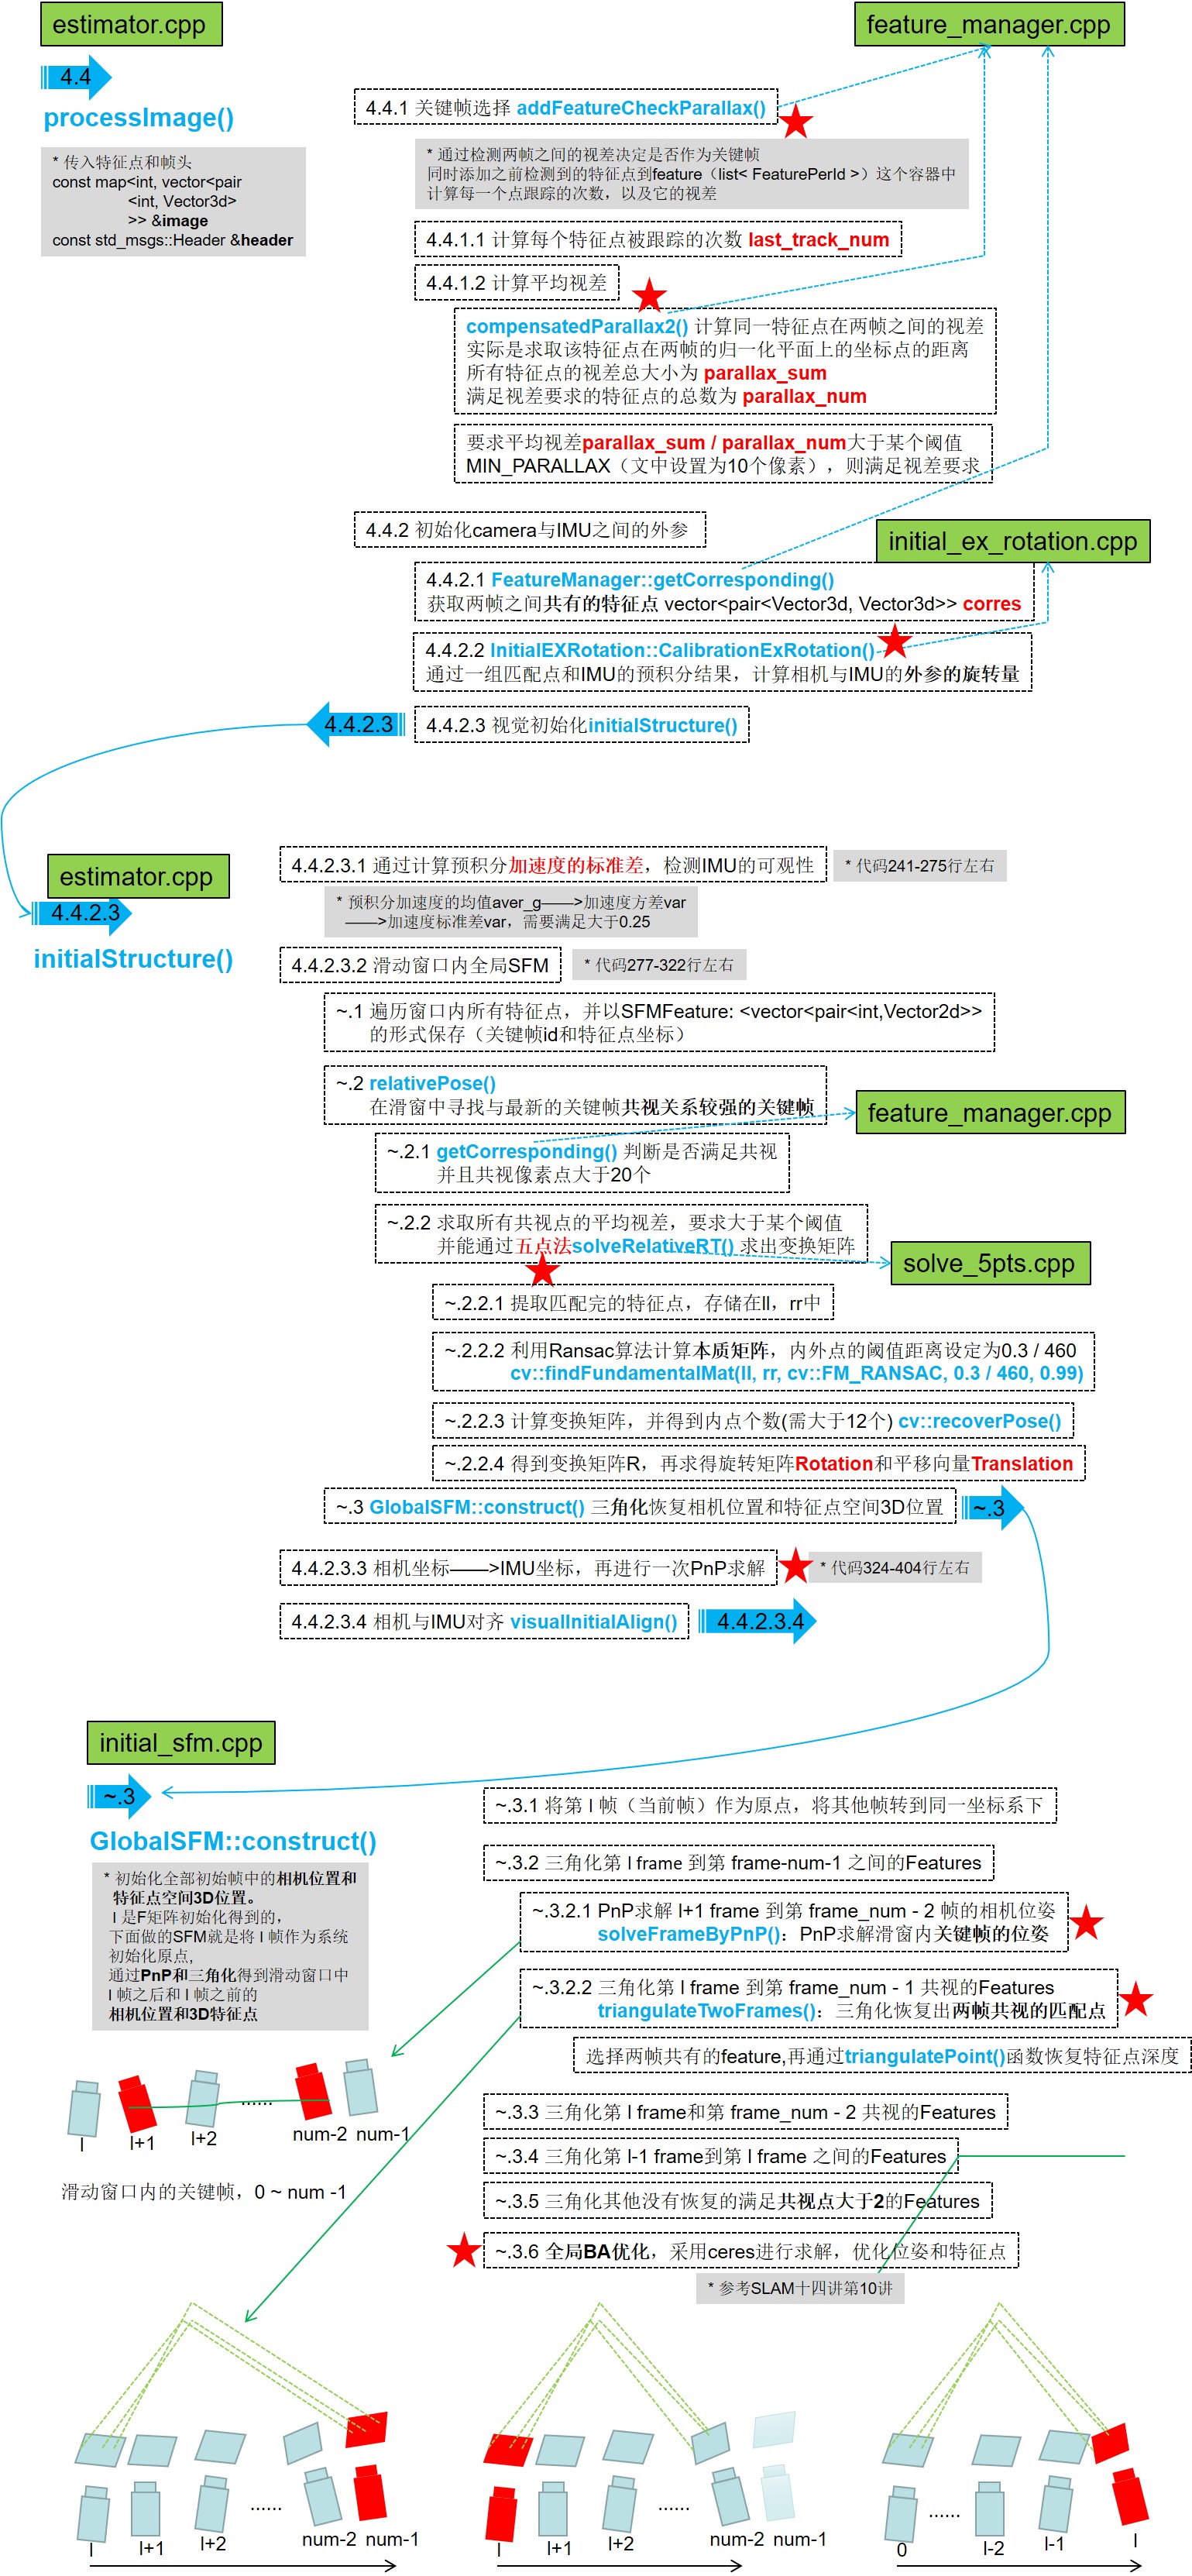 estimator.cpp
feature_manager.cpp
4.4
processImage()
* 传入特征点和帧头
const map<int, vector<pair
<int, Vector3d>
>> &image
const std_msgs::Header &header
4.4.1 关键帧选择 addFeatureCheckParallax()
* 通过检测两帧之间的视差决定是否作为关键帧
同时添加之前检测到的特征点到feature（list< FeaturePerId >）这个容器中
计算每一个点跟踪的次数，以及它的视差
4.4.1.1 计算每个特征点被跟踪的次数 last_track_num
4.4.1.2 计算平均视差
compensatedParallax2() 计算同一特征点在两帧之间的视差
实际是求取该特征点在两帧的归一化平面上的坐标点的距离
所有特征点的视差总大小为 parallax_sum
满足视差要求的特征点的总数为 parallax_num
要求平均视差parallax_sum / parallax_num大于某个阈值
MIN_PARALLAX（文中设置为10个像素），则满足视差要求
4.4.2 初始化camera与IMU之间的外参
initial_ex_rotation.cpp
4.4.2.1 FeatureManager::getCorresponding()
获取两帧之间共有的特征点 vector<pair<Vector3d, Vector3d>> corres
4.4.2.2 InitialEXRotation::CalibrationExRotation()
通过一组匹配点和IMU的预积分结果，计算相机与IMU的外参的旋转量
4.4.2.3
4.4.2.3 视觉初始化initialStructure()
estimator.cpp
4.4.2.3
initialStructure()
4.4.2.3.1 通过计算预积分加速度的标准差，检测IMU的可观性
* 代码241-275行左右
* 预积分加速度的均值aver_g——>加速度方差var
——>加速度标准差var，需要满足大于0.25
4.4.2.3.2 滑动窗口内全局SFM
* 代码277-322行左右
~.1 遍历窗口内所有特征点，并以SFMFeature: <vector<pair<int,Vector2d>>
的形式保存（关键帧id和特征点坐标）
~.2 relativePose()
在滑窗中寻找与最新的关键帧共视关系较强的关键帧
feature_manager.cpp
~.2.1 getCorresponding() 判断是否满足共视
并且共视像素点大于20个
~.2.2 求取所有共视点的平均视差，要求大于某个阈值
并能通过五点法solveRelativeRT() 求出变换矩阵
solve_5pts.cpp
~.2.2.1 提取匹配完的特征点，存储在ll，rr中
~.2.2.2 利用Ransac算法计算本质矩阵，内外点的阈值距离设定为0.3 / 460
cv::findFundamentalMat(ll, rr, cv::FM_RANSAC, 0.3 / 460, 0.99)
~.2.2.3 计算变换矩阵，并得到内点个数(需大于12个) cv::recoverPose()
~.2.2.4 得到变换矩阵R，再求得旋转矩阵Rotation和平移向量Translation
~.3 GlobalSFM::construct() 三角化恢复相机位置和特征点空间3D位置
~.3
4.4.2.3.3 相机坐标——>IMU坐标，再进行一次PnP求解
* 代码324-404行左右
4.4.2.3.4 相机与IMU对齐 visualInitialAlign()
4.4.2.3.4
initial_sfm.cpp
~.3
GlobalSFM::construct()
* 初始化全部初始帧中的相机位置和
特征点空间3D位置。
l 是F矩阵初始化得到的，
下面做的SFM就是将 l 帧作为系统
初始化原点，
通过PnP和三角化得到滑动窗口中
l 帧之后和 l 帧之前的
相机位置和3D特征点
~.3.1 将第 l 帧（当前帧）作为原点，将其他帧转到同一坐标系下
~.3.2 三角化第 l frame 到第 frame-num-1 之间的Features
~.3.2.1 PnP求解 l+1 frame 到第 frame_num - 2 帧的相机位姿
solveFrameByPnP()：PnP求解滑窗内关键帧的位姿
~.3.2.2 三角化第 l frame 到第 frame_num - 1 共视的Features
triangulateTwoFrames()：三角化恢复出两帧共视的匹配点
选择两帧共有的feature,再通过triangulatePoint()函数恢复特征点深度
~.3.3 三角化第 l frame和第 frame_num - 2 共视的Features
~.3.4 三角化第 l-1 frame到第 l frame 之间的Features
~.3.5 三角化其他没有恢复的满足共视点大于2的Features
~.3.6 全局BA优化，采用ceres进行求解，优化位姿和特征点
* 参考SLAM十四讲第10讲
......
l l+1 l+2 num-2 num-1
滑动窗口内的关键帧，0 ~ num -1
......
l l+1 l+2 num-2 num-1
......
l l+1 l+2 num-2 num-1
......
0 l-2 l-1 l